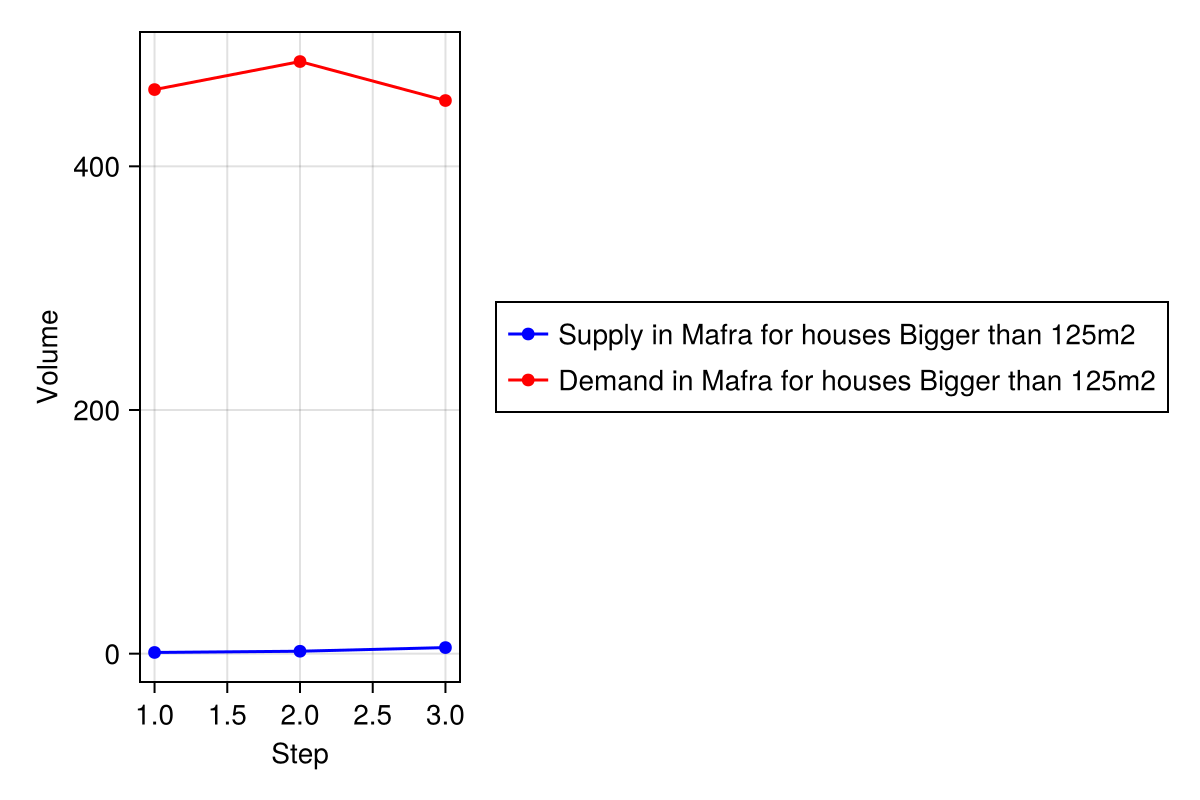 400
200
0
Volume
1.0 1.5 2.0 2.5 3.0
Step
Supply in Mafra for houses Bigger than 125m2
Demand in Mafra for houses Bigger than 125m2